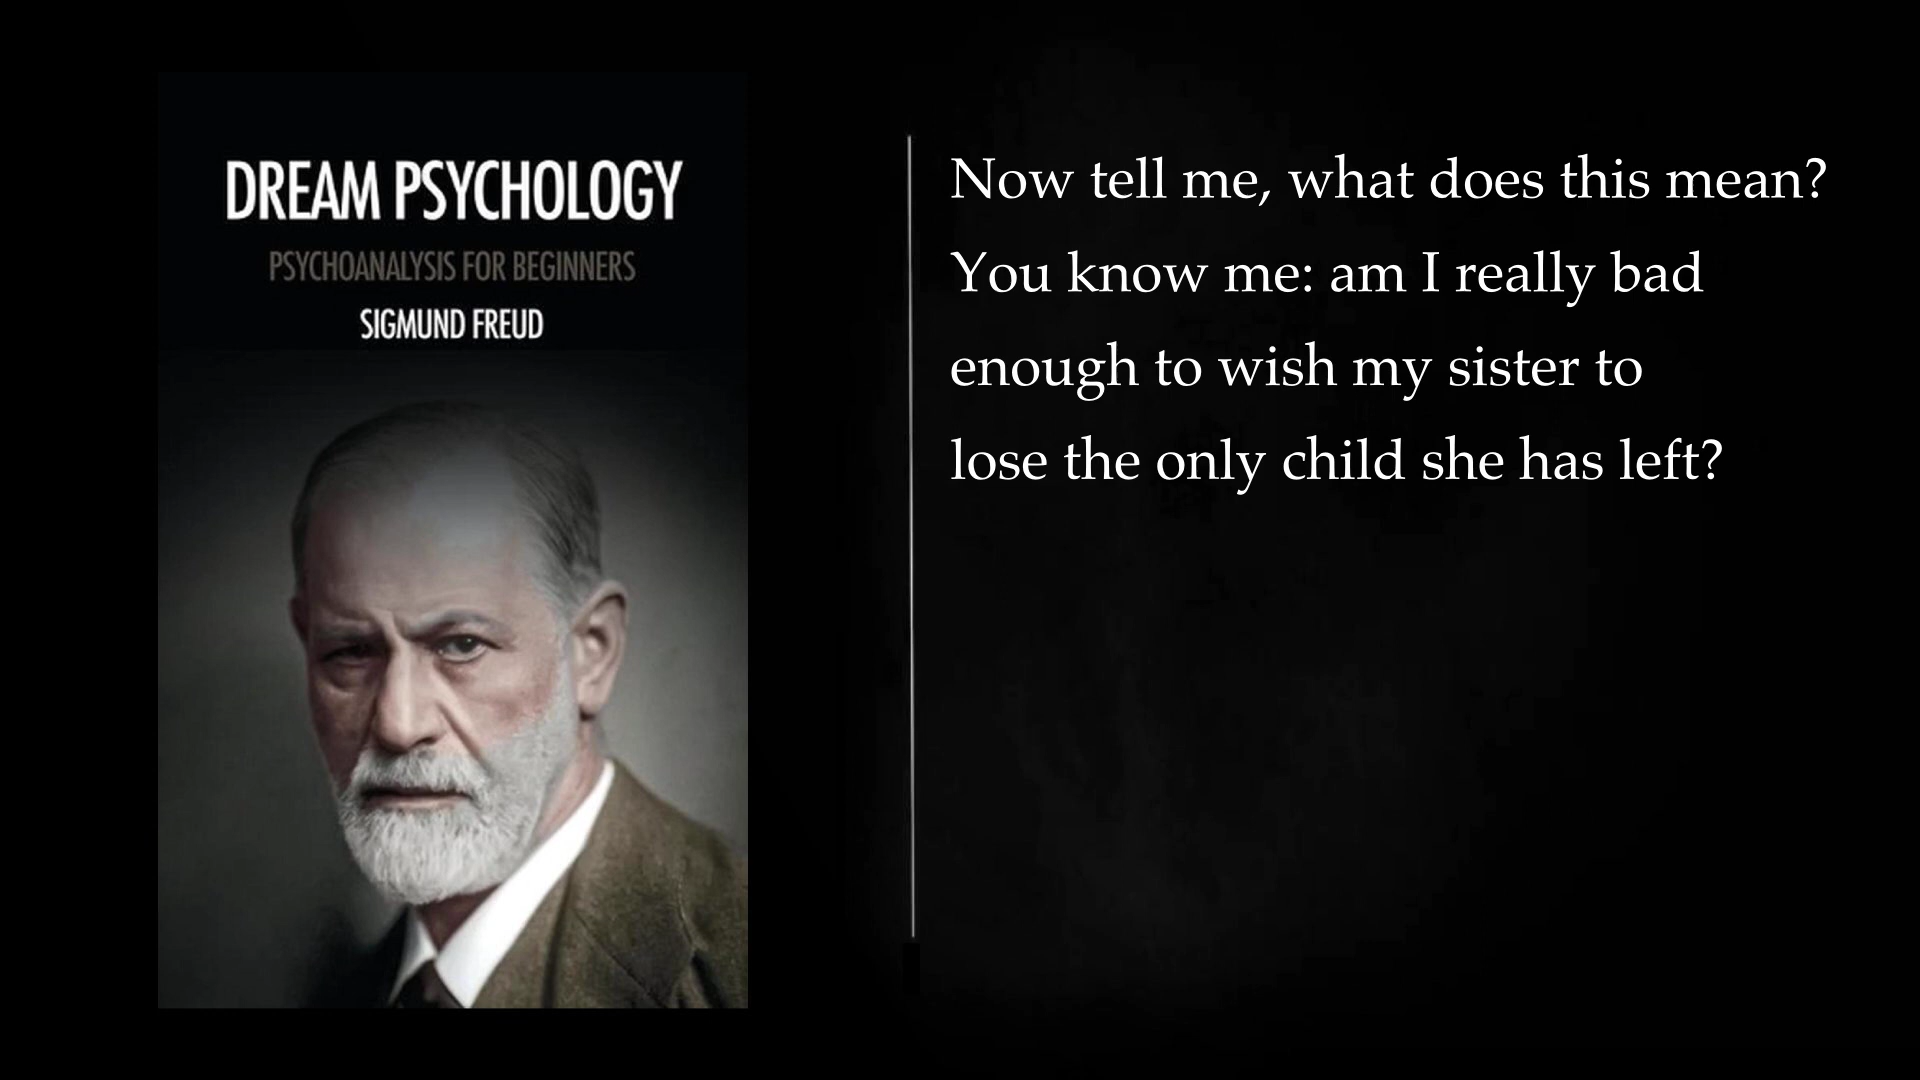 DREAM PSYCHOLOGY
PSYCHOANALYSIS FOR BEGINNERS
SIGMUND FREUD
Now tell me, what does this mean?
You know me: am I really bad
enough to wish my sister to
lose the only child she has left?